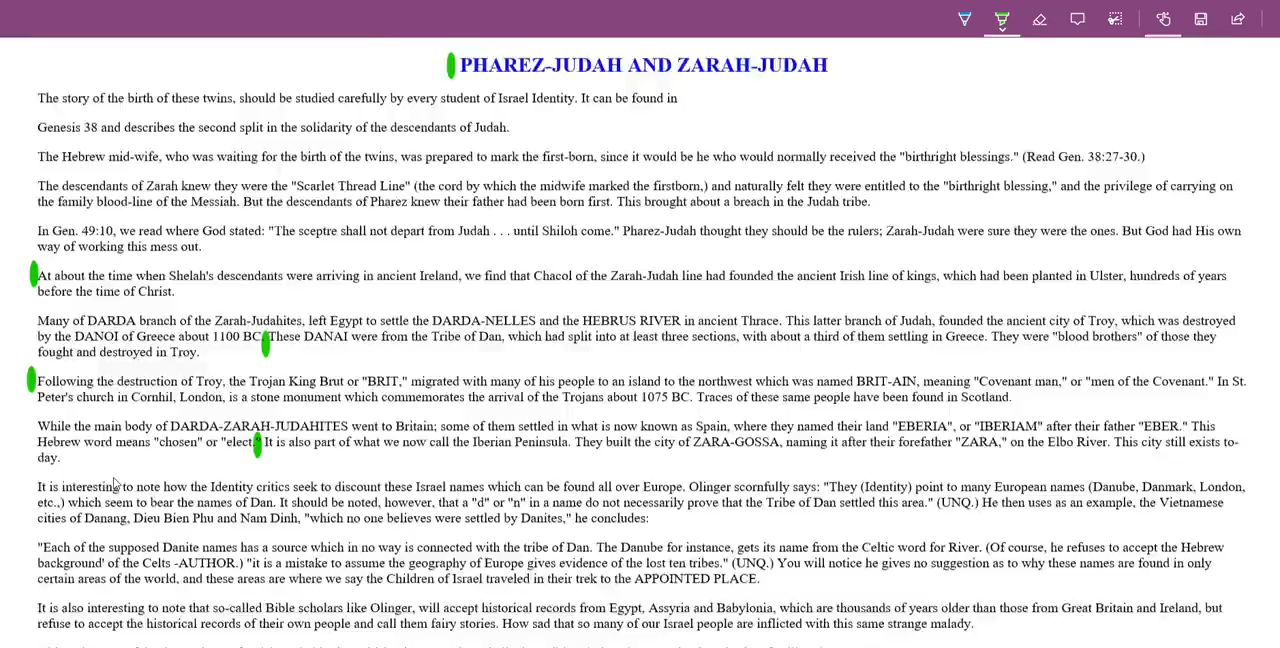 PHAREZ-JUDAH AND ZARAH-JUDAH
The story of the birth of these twins, should be studied carefully by every student of Israel Identity. It can be found in
Genesis 38 and describes the second split in the solidarity of the descendants of Judah.
The Hebrew mid-wife, who was waiting for the birth of the twins, was prepared to mark the first-born, since it would be he who would normally received the "birthright blessings." (Read Gen. 38:27-30.)
The descendants of Zarah knew they were the "Scarlet Thread Line" (the cord by which the midwife marked the firstborn,) and naturally felt they were entitled to the "birthright blessing," and the privilege of carrying on
the family blood-line of the Messiah. But the descendants of Pharez knew their father had been born first. This brought about a breach in the Judah tribe.
In Gen. 49:10, we read where God stated: "The sceptre shall not depart from Judah . . . until Shiloh come." Pharez-Judah thought they should be the rulers; Zarah-Judah were sure they were the ones. But God had His own
way of working this mess out.
At about the time when Shelah's descendants were arriving in ancient Ireland, we find that Chacol of the Zarah-Judah line had founded the ancient Irish line of kings, which had been planted in Ulster, hundreds of years
before the time of Christ.
Many of DARDA branch of the Zarah-Judahites, left Egypt to settle the DARDA-NELLES and the HEBRUS RIVER in ancient Thrace. This latter branch of Judah, founded the ancient city of Troy, which was destroyed
by the DANOI of Greece about 1100 BC. These DANAI were from the Tribe of Dan, which had split into at least three sections, with about a third of them settling in Greece. They were "blood brothers" of those they
fought and destroyed in Troy.
Following the destruction of Troy, the Trojan King Brut or "BRIT," migrated with many of his people to an island to the northwest which was named BRIT-AIN, meaning "Covenant man," or "men of the Covenant." In St.
Peter's church in Cornhil, London, is a stone monument which commemorates the arrival of the Trojans about 1075 BC. Traces of these same people have been found in Scotland.
While the main body of DARDA-ZARAH-JUDAHITES went to Britain; some of them settled in what is now known as Spain, where they named their land "EBERIA", or "IBERIAM" after their father "EBER." This
Hebrew word means "chosen" or "elect." It is also part of what we now call the Iberian Peninsula. They built the city of ZARA-GOSSA, naming it after their forefather "ZARA," on the Elbo River. This city still exists to-
day.
It is interesting to note how the Identity critics seek to discount these Israel names which can be found all over Europe. Olinger scornfully says: "They (Identity) point to many European names (Danube, Danmark, London,
etc.,) which seem to bear the names of Dan. It should be noted, however, that a "d" or "n" in a name do not necessarily prove that the Tribe of Dan settled this area." (UNQ.) He then uses as an example, the Vietnamese
cities of Danang, Dieu Bien Phu and Nam Dinh, "which no one believes were settled by Danites," he concludes:
"Each of the supposed Danite names has a source which in no way is connected with the tribe of Dan. The Danube for instance, gets its name from the Celtic word for River. (Of course, he refuses to accept the Hebrew
background' of the Celts -AUTHOR.) "it is a mistake to assume the geography of Europe gives evidence of the lost ten tribes." (UNQ.) You will notice he gives no suggestion as to why these names are found in only
certain areas of the world, and these areas are where we say the Children of Israel traveled in their trek to the APPOINTED PLACE.
It is also interesting to note that so-called Bible scholars like Olinger, will accept historical records from Egypt, Assyria and Babylonia, which are thousands of years older than those from Great Britain and Ireland, but
refuse to accept the historical records of their own people and call them fairy stories. How sad that so many of our Israel people are inflicted with this same strange malady.